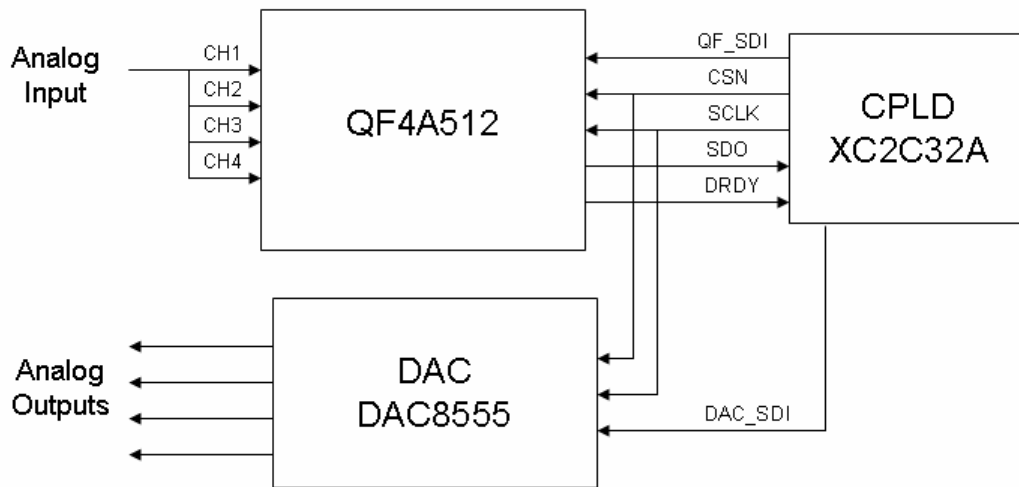 Analog
Input
CH1
CH2
CH3
CH4
QF4A512
QF_SDI
CSN
SCLK
SDO
DRDY
CPLD
XC2C32A
Analog
Outputs
DAC
DAC8555
DAC_SDI